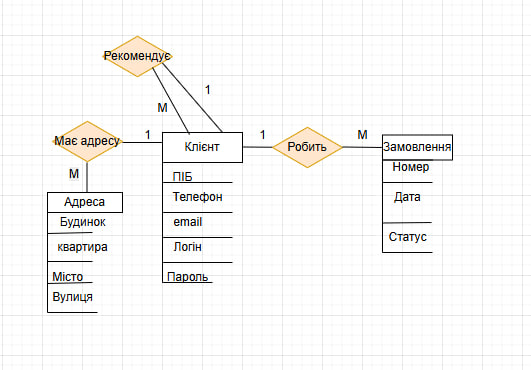 Рекомендує
M
1
Має адресу
1
Клієнт
1
Робить
M
Замовлення
M
Адреса
Будинок
квартира
Місто
Вулиця
ПІБ
Телефон
email
Логін
Пароль
Номер
Дата
Статус